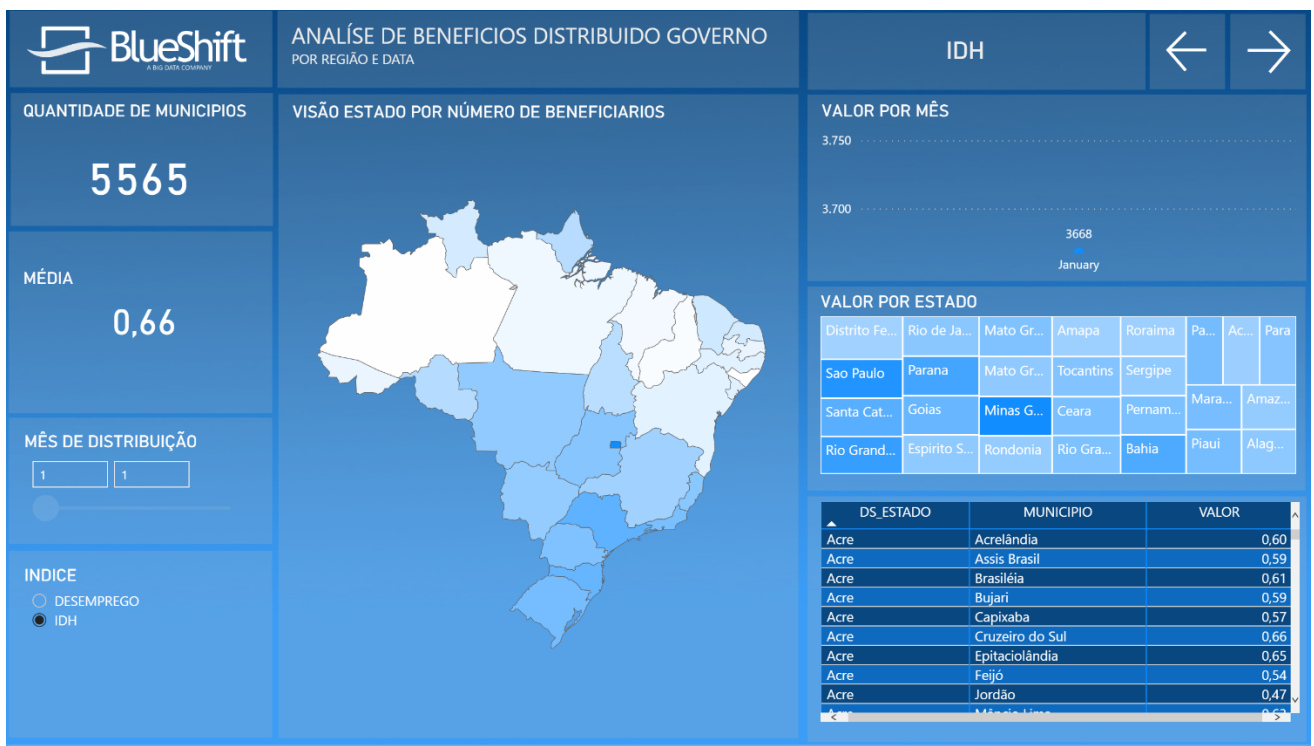 BlueShift
A BIG DATA COMPANY
ANALÍSE DE BENEFICIOS DISTRIBUIDO GOVERNO
POR REGIÃO E DATA
IDH
QUANTIDADE DE MUNICIPIOS
5565
MÉDIA
0,66
MÊS DE DISTRIBUIÇÃO
1 1
INDICE
DESEMPREGO
IDH
VISÃO ESTADO POR NÚMERO DE BENEFICIARIOS
VALOR POR MÊS
3.750
3.700
3668
January
VALOR POR ESTADO
Distrito Fe... Rio de Ja... Mato Gr... Amapa Roraima Pa... Ac... Para
Sao Paulo Parana Mato Gr... Tocantins Sergipe
Santa Cat... Goias Minas G... Ceara Pernam... Mara... Amaz...
Rio Grand... Espirito S... Rondonia Rio Gra... Bahia Piaui Alag...
DS_ESTADO MUNICIPIO VALOR
Acre Acrelândia 0,60
Acre Assis Brasil 0,59
Acre Brasiléia 0,61
Acre Bujari 0,59
Acre Capixaba 0,57
Acre Cruzeiro do Sul 0,66
Acre Epitaciolândia 0,65
Acre Feijó 0,54
Acre Jordão 0,47